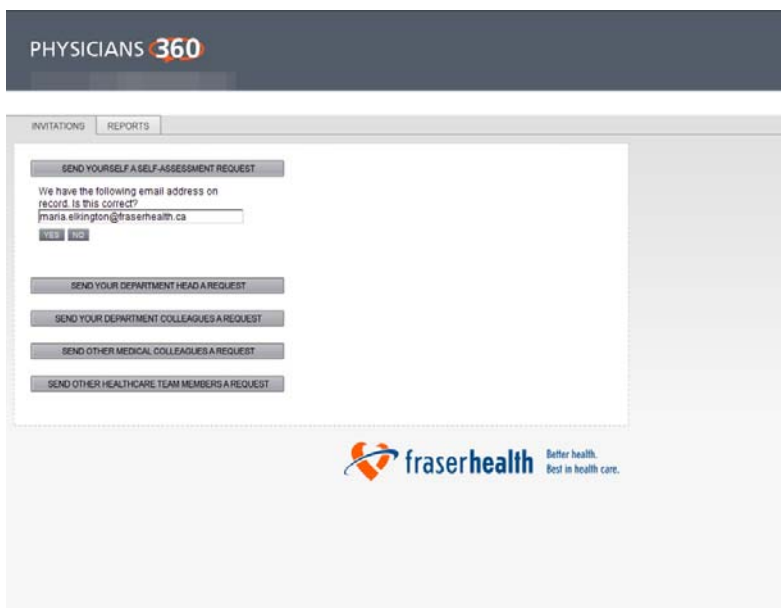 PHYSICIANS 360
INVITATIONS
REPORTS
SEND YOURSELF A SELF-ASSESSMENT REQUEST
We have the following email address on
record. Is this correct?
maria.elkington@fraserhealth.ca
YES NO
SEND YOUR DEPARTMENT HEAD A REQUEST
SEND YOUR DEPARTMENT COLLEAGUES A REQUEST
SEND OTHER MEDICAL COLLEAGUES A REQUEST
SEND OTHER HEALTHCARE TEAM MEMBERS A REQUEST
fraserhealth
Better health.
Best in health care.